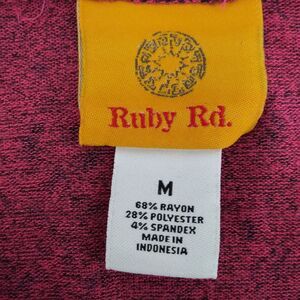 Ruby Rd.
M
68% RAYON
28% POLYESTER
4% SPANDEX
MADE IN
INDONESIA